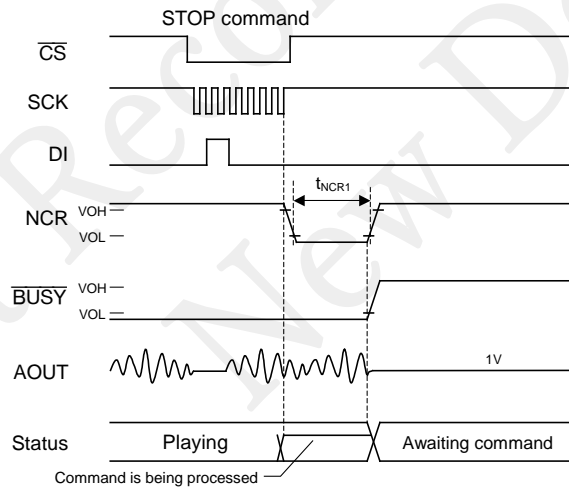 STOP command
CS
SCK
DI
tNCR1
NCR
VOH
VOL
BUSY
VOH
VOL
AOUT
1V
Status
Playing
Awaiting command
Command is being processed